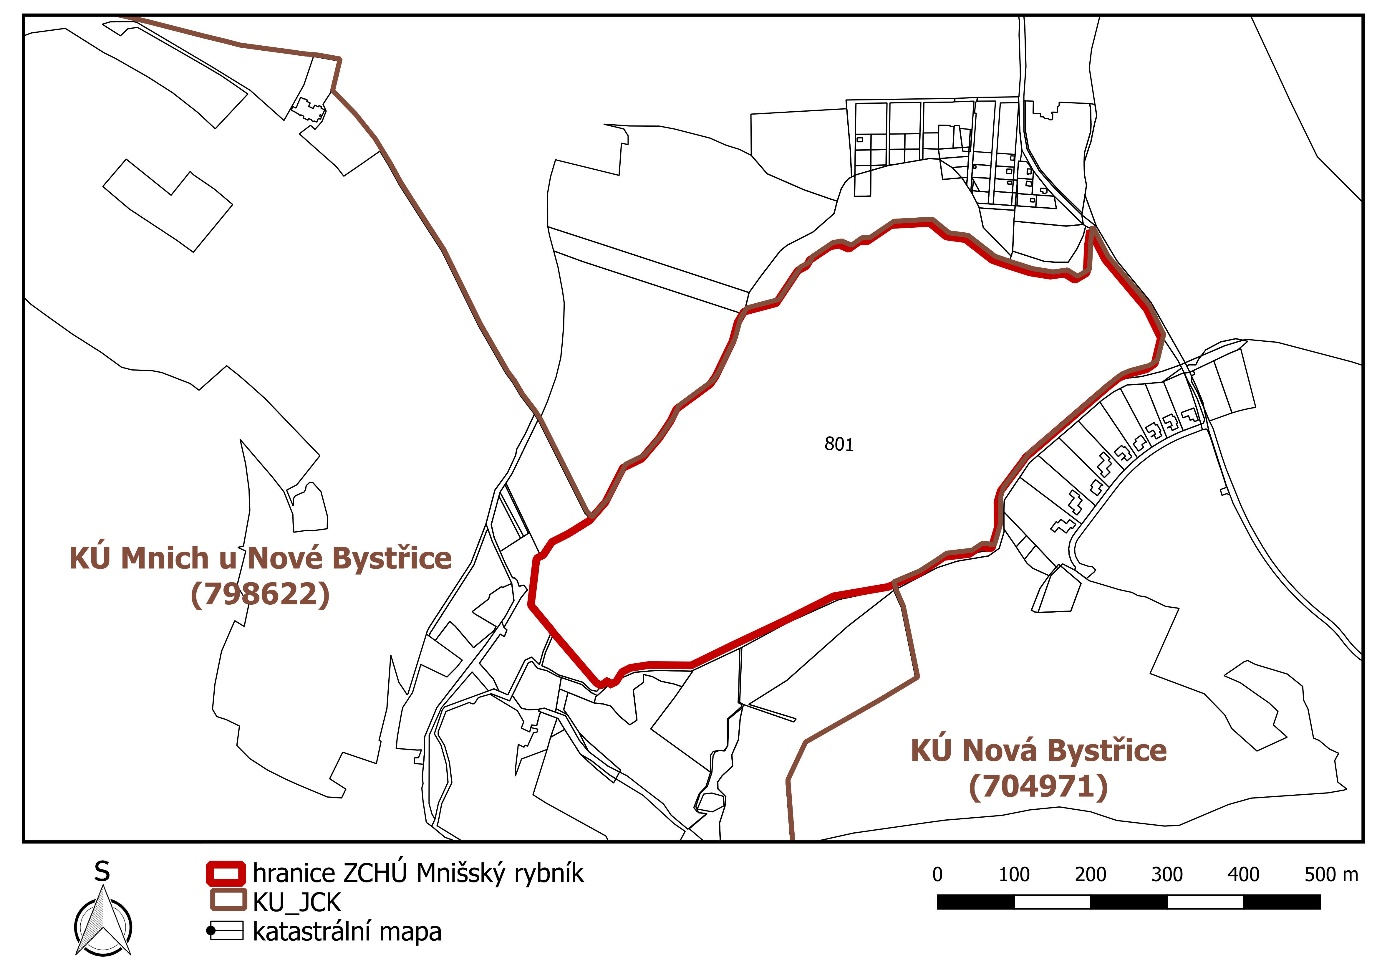 801
KÚ Mnich u Nové Bystřice
(798622)
KÚ Nová Bystřice
(704971)
S
hranice ZCHÚ Mnišský rybník
KU_JCK
katastrální mapa
0 100 200 300 400 500 m